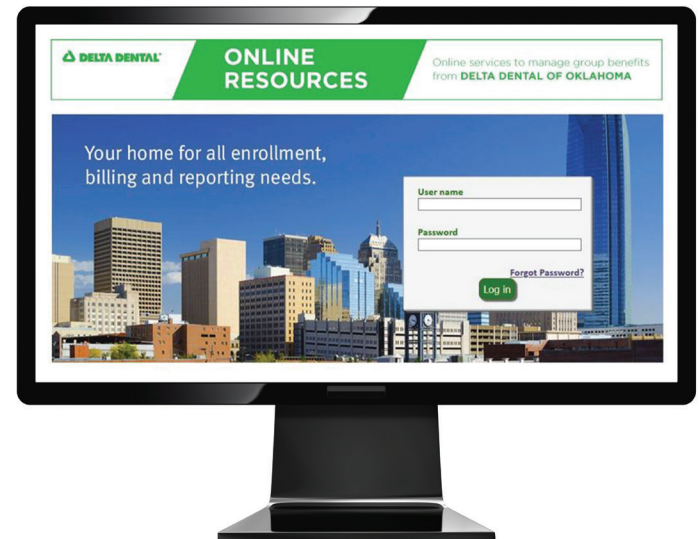 DELTA DENTAL®
ONLINE
RESOURCES
Online services to manage group benefits
from DELTA DENTAL OF OKLAHOMA
Your home for all enrollment,
billing and reporting needs.
User name
Password
Forgot Password?
Log in